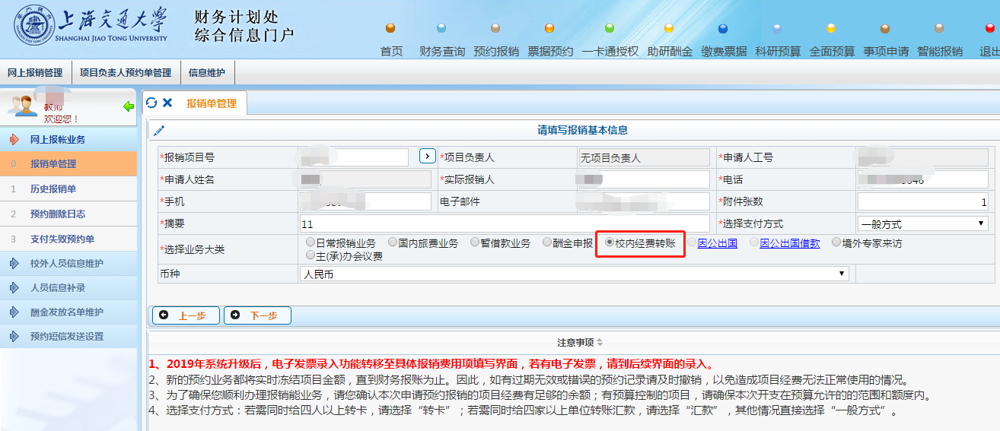 上海交通大学
SHANGHAI JIAO TONG UNIVERSITY
财务计划处
综合信息门户
首页 财务查询 预约报销 票据预约 一卡通授权 助研酬金 缴费票据 科研预算 全面预算 事项申请 智能报销 退出
网上报销管理 项目负责人预约单管理 信息维护
教师
欢迎您！
报销单管理
网上报帐业务
0 报销单管理
1 历史报销单
2 预约删除日志
3 支付失败预约单
校外人员信息维护
人员信息补录
酬金发放名单维护
预约短信发送设置
请填写报销基本信息
*报销项目号 *项目负责人 无项目负责人 *申请人工号
*申请人姓名 *实际报销人 *电话
*手机 电子邮件 *附件张数 1
*摘要 11 *选择支付方式 一般方式
*选择业务大类 日常报销业务 国内旅费业务 暂借款业务 酬金申报 校内经费转账 因公出国 因公出国借款 境外专家来访
主(承)办会议费
币种 人民币
上一步 下一步
注意事项
1、2019年系统升级后，电子发票录入功能转移至具体报销费用项填写界面，若有电子发票，请到后续界面的录入。
2、新的预约业务都将实时冻结项目金额，直到财务报账为止。因此，如有过期无效或错误的预约记录请及时撤销，以免造成项目经费无法正常使用的情况。
3、为了确保您顺利办理报销能业务，请您确认本次申请预约报销的项目经费有足够的余额；有预算控制的项目，请确保本次开支在预算允许的的范围和额度内。
4、选择支付方式：若需同时给四人以上转卡，请选择“转卡”；若需同时给四家以上单位转账汇款，请选择“汇款”，其他情况直接选择“一般方式”。